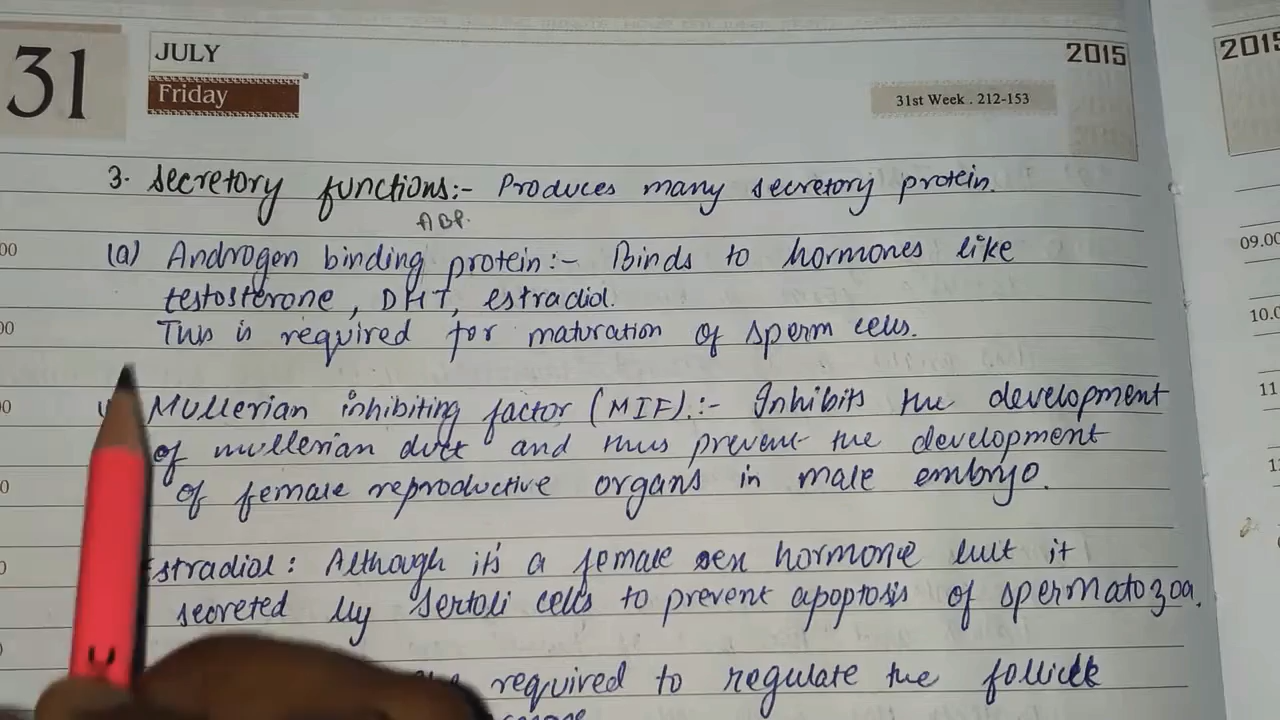 31
JULY
Friday
2015
31st Week . 212-153
3. Secretory functions:- Produces many secretory protein.
ABP.
(a) Androgen binding protein:- Binds to hormones like
testosterone, DHT, estradiol.
This is required for maturation of sperm cells.
Mullerian inhibiting factor (MIF):- Inhibits the development
of mullerian duct and thus prevent the development
of female reproductive organs in male embryo.
Estradiol: Although it's a female sex hormone but it
secreted by Sertoli cells to prevent apoptosis of spermatozoa.
required to regulate the follicle
2015
09.00
10.0
11